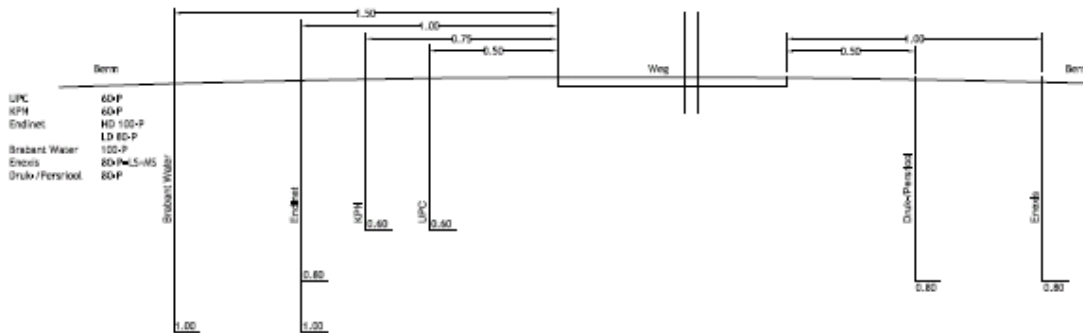 1.50
1.00
0.75
0.50
1.00
0.50
Berm
Weg
Berm
UPC 60-P
KPN 60-P
Endinet HD 100-P
LD 80-P
Brabant Water 100-P
Enexis 80-P=LS-MS
Druk-/Persriool 80-P
Brabant Water
Endinet
KPN
UPC
Druk-/Persriool
Enexis
0.60
0.60
0.80
0.80
0.80
1.00
1.00